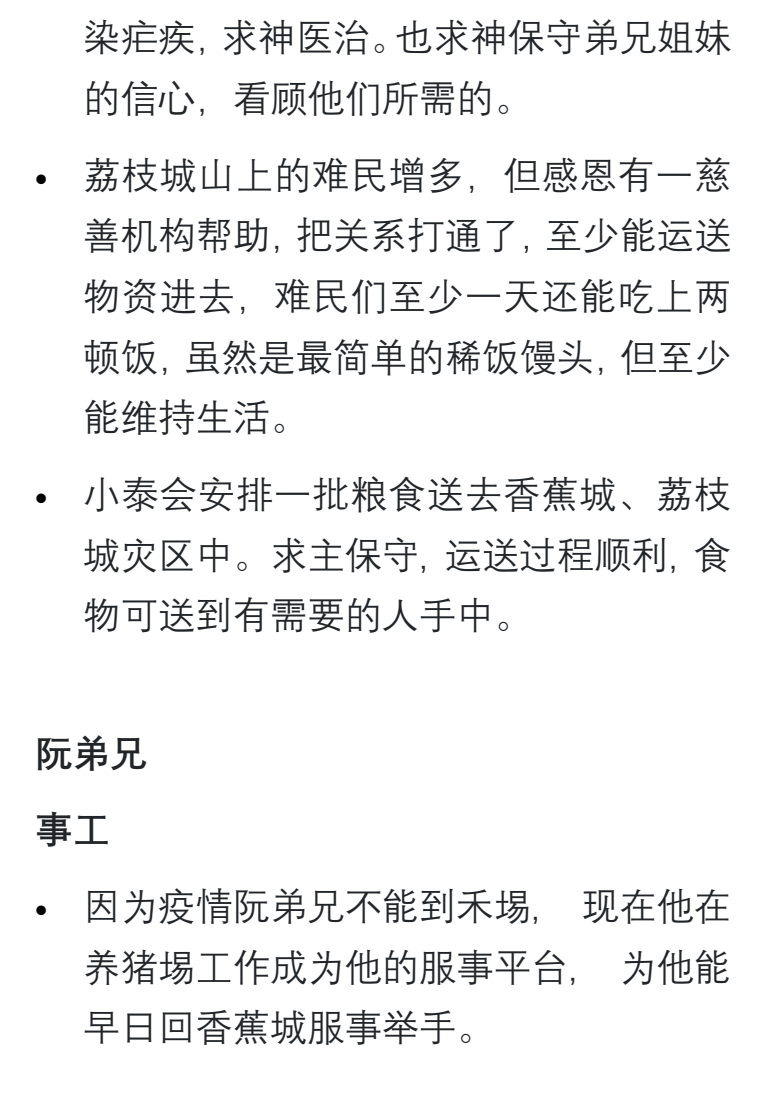 染疟疾, 求神医治。也求神保守弟兄姐妹
的信心, 看顾他们所需的。
• 荔枝城山上的难民增多, 但感恩有一慈
善机构帮助, 把关系打通了, 至少能运送
物资进去, 难民们至少一天还能吃上两
顿饭, 虽然是最简单的稀饭馒头, 但至少
能维持生活。
• 小泰会安排一批粮食送去香蕉城、荔枝
城灾区中。求主保守, 运送过程顺利, 食
物可送到有需要的人手中。
阮弟兄
事工
• 因为疫情阮弟兄不能到禾埸, 现在他在
养猪埸工作成为他的服事平台, 为他能
早日回香蕉城服事举手。